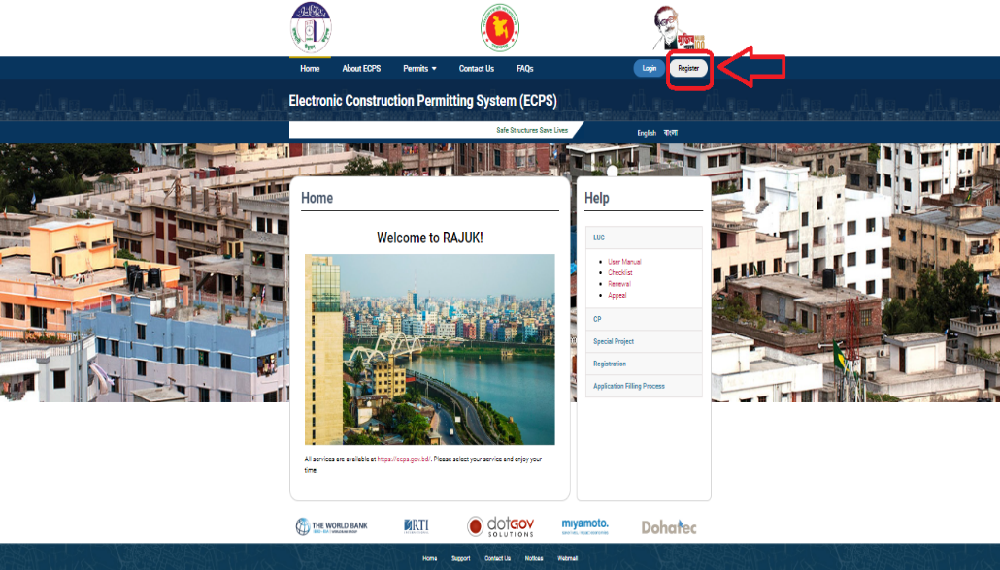 Home About ECPS Permits Contact Us FAQs Login Register
Electronic Construction Permitting System (ECPS)
Safe Structures Save Lives
English বাংলা
Home
Welcome to RAJUK!
All services are available at https://ecps.gov.bd/. Please select your service and enjoy your
time!
Help
LUC
User Manual
Checklist
Renewal
Appeal
CP
Special Project
Registration
Application Filling Process
THE WORLD BANK
RTI
INTERNATIONAL
dotGOV
SOLUTIONS
miyamoto.
Dohatec
Home Support Contact Us Notices Webmail